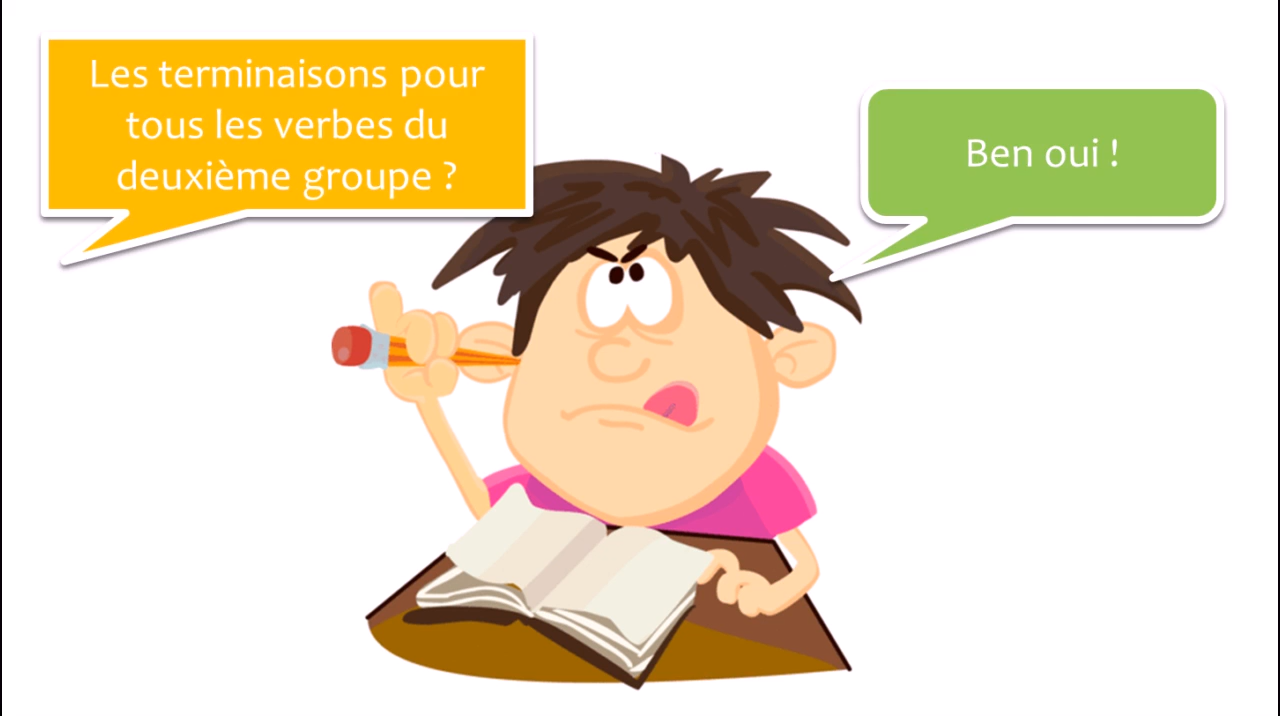 Les terminaisons pour
tous les verbes du
deuxième groupe ?
Ben oui !